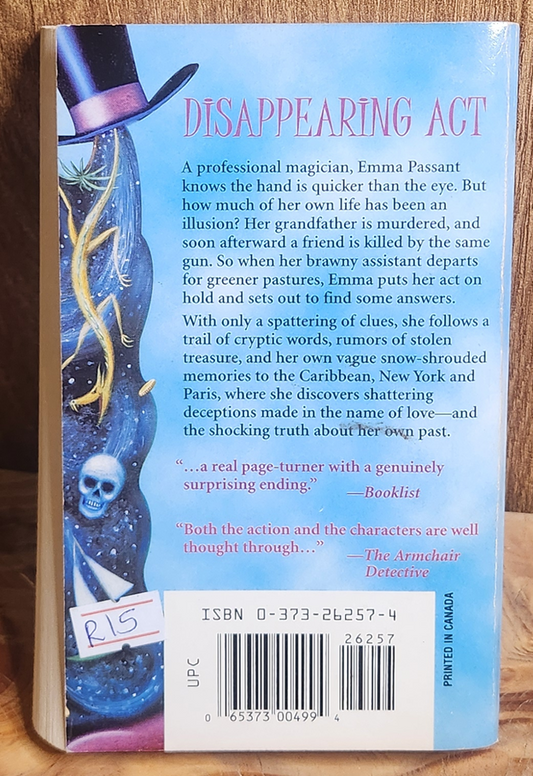 DISAPPEARING ACT
A professional magician, Emma Passant
knows the hand is quicker than the eye. But
how much of her own life has been an
illusion? Her grandfather is murdered, and
soon afterward a friend is killed by the same
gun. So when her brawny assistant departs
for greener pastures, Emma puts her act on
hold and sets out to find some answers.
With only a spattering of clues, she follows a
trail of cryptic words, rumors of stolen
treasure, and her own vague snow-shrouded
memories to the Caribbean, New York and
Paris, where she discovers shattering
deceptions made in the name of love—and
the shocking truth about her own past.
“…a real page-turner with a genuinely
surprising ending.”
—Booklist
“Both the action and the characters are well
thought through…”
—The Armchair
Detective
R15
ISBN 0-373-26257-4
26257
UPC
0 65373 00499 4
PRINTED IN CANADA